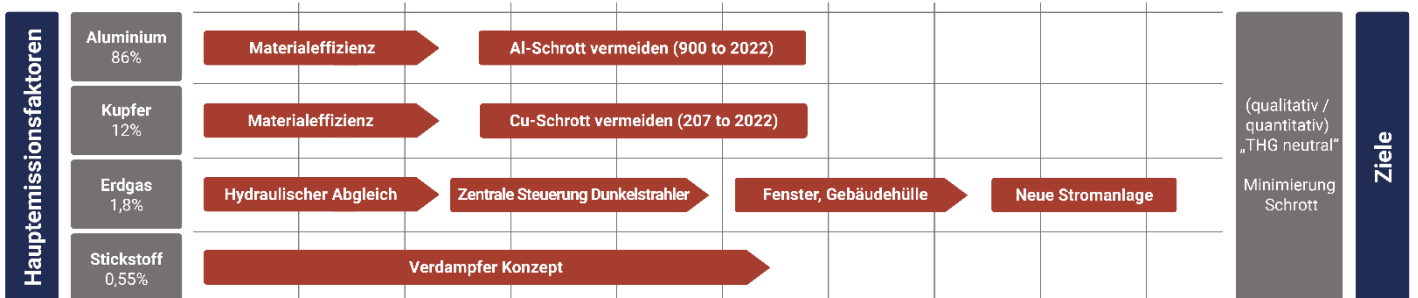 Hauptemissionsfaktoren
Aluminium
86%
Materialeffizienz
Al-Schrott vermeiden (900 to 2022)
Kupfer
12%
Materialeffizienz
Cu-Schrott vermeiden (207 to 2022)
Erdgas
1,8%
Hydraulischer Abgleich
Zentrale Steuerung Dunkelstrahler
Fenster, Gebäudehülle
Neue Stromanlage
Stickstoff
0,55%
Verdampfer Konzept
(qualitativ /
quantitativ)
„THG neutral“
Minimierung
Schrott
Ziele